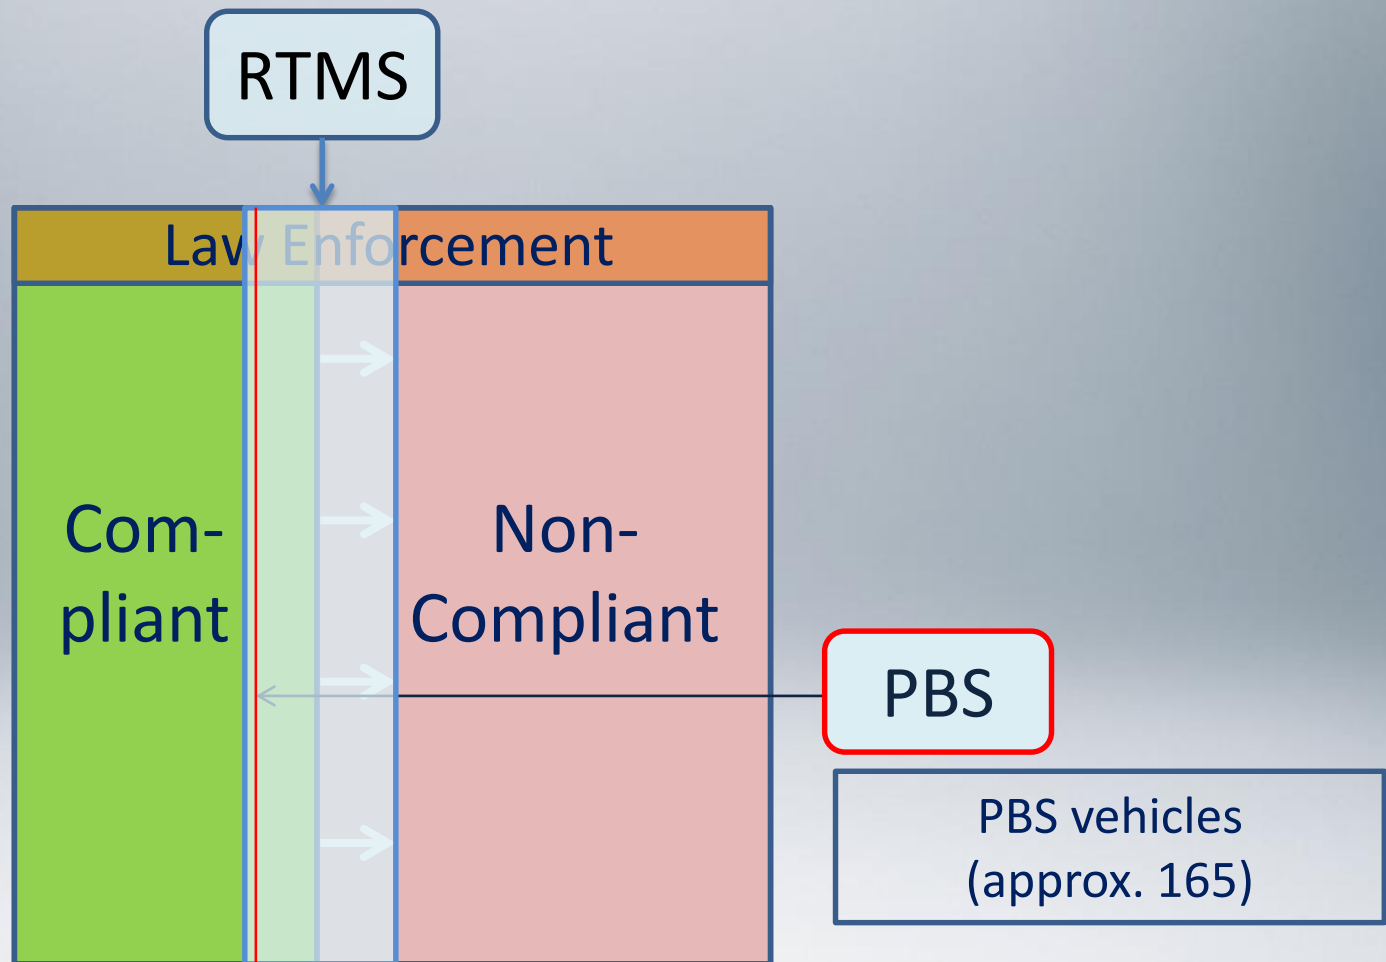 RTMS
Law Enforcement
Com-
pliant
Non-
Compliant
PBS
PBS vehicles
(approx. 165)